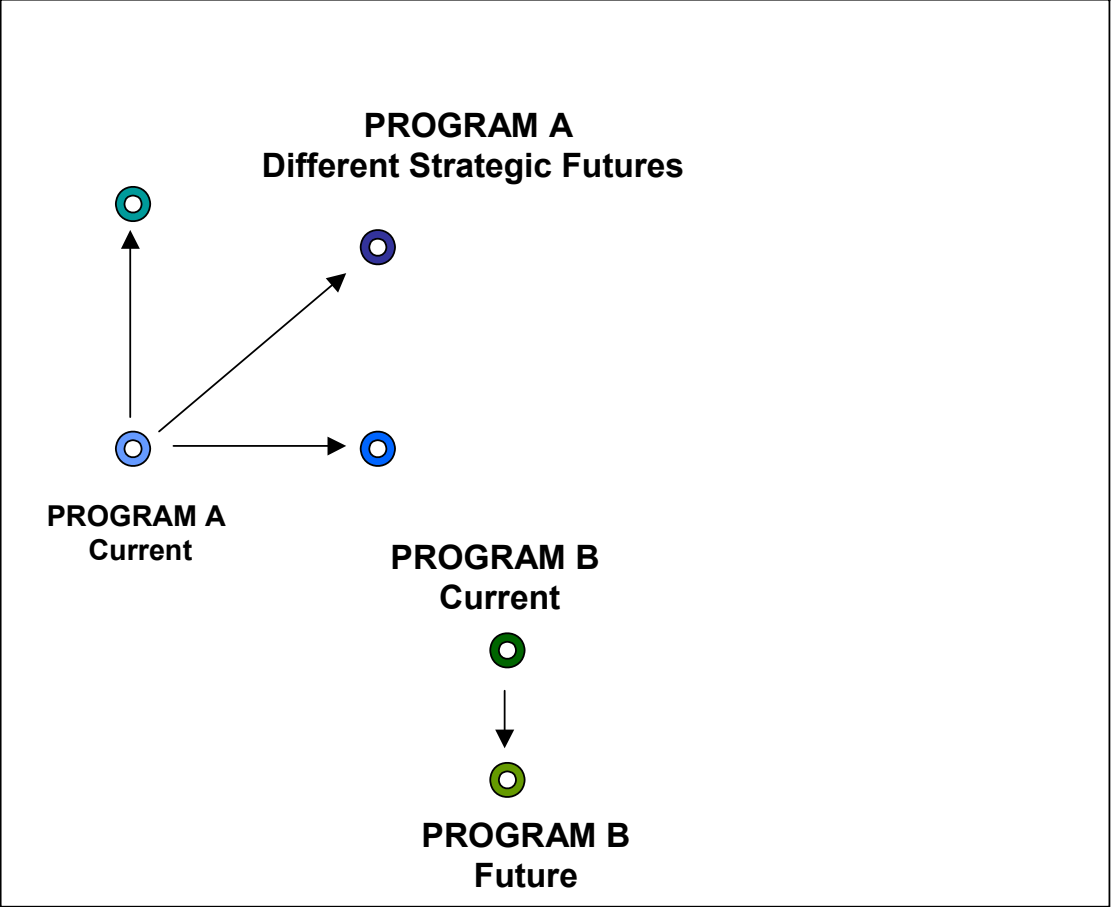 PROGRAM A
Different Strategic Futures
PROGRAM A
Current
PROGRAM B
Current
PROGRAM B
Future